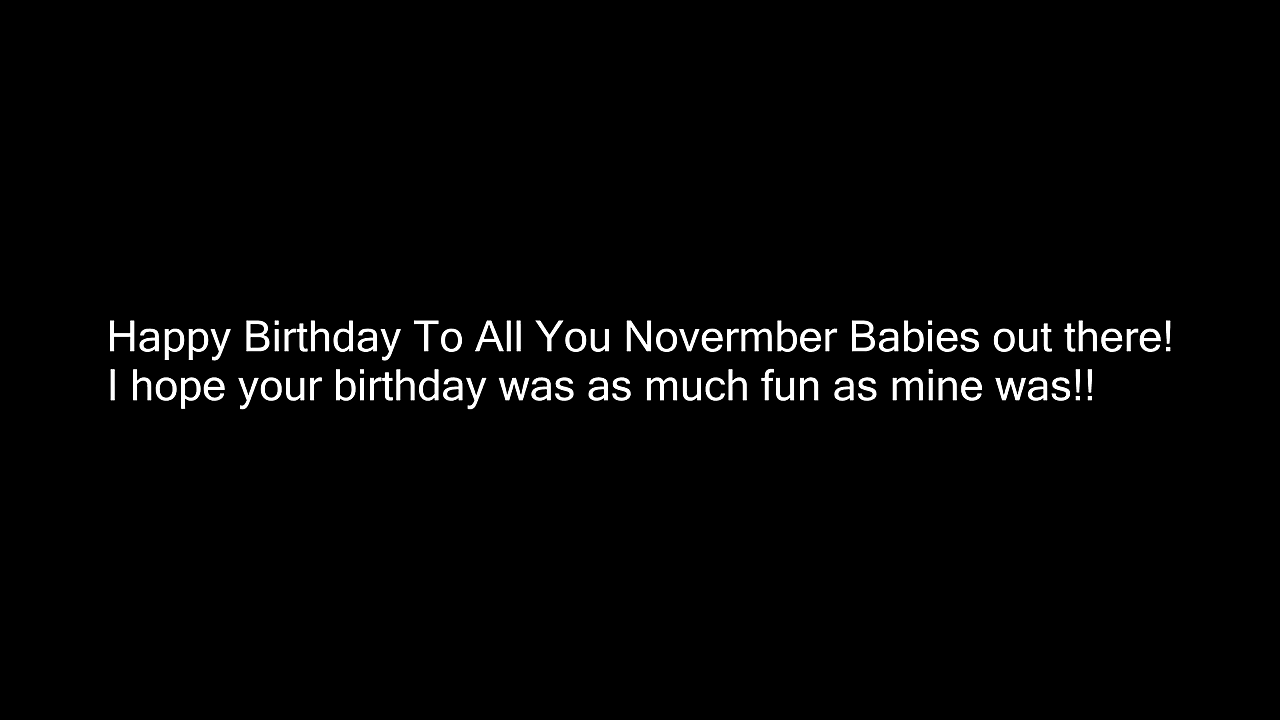 Happy Birthday To All You Novermber Babies out there!
I hope your birthday was as much fun as mine was!!